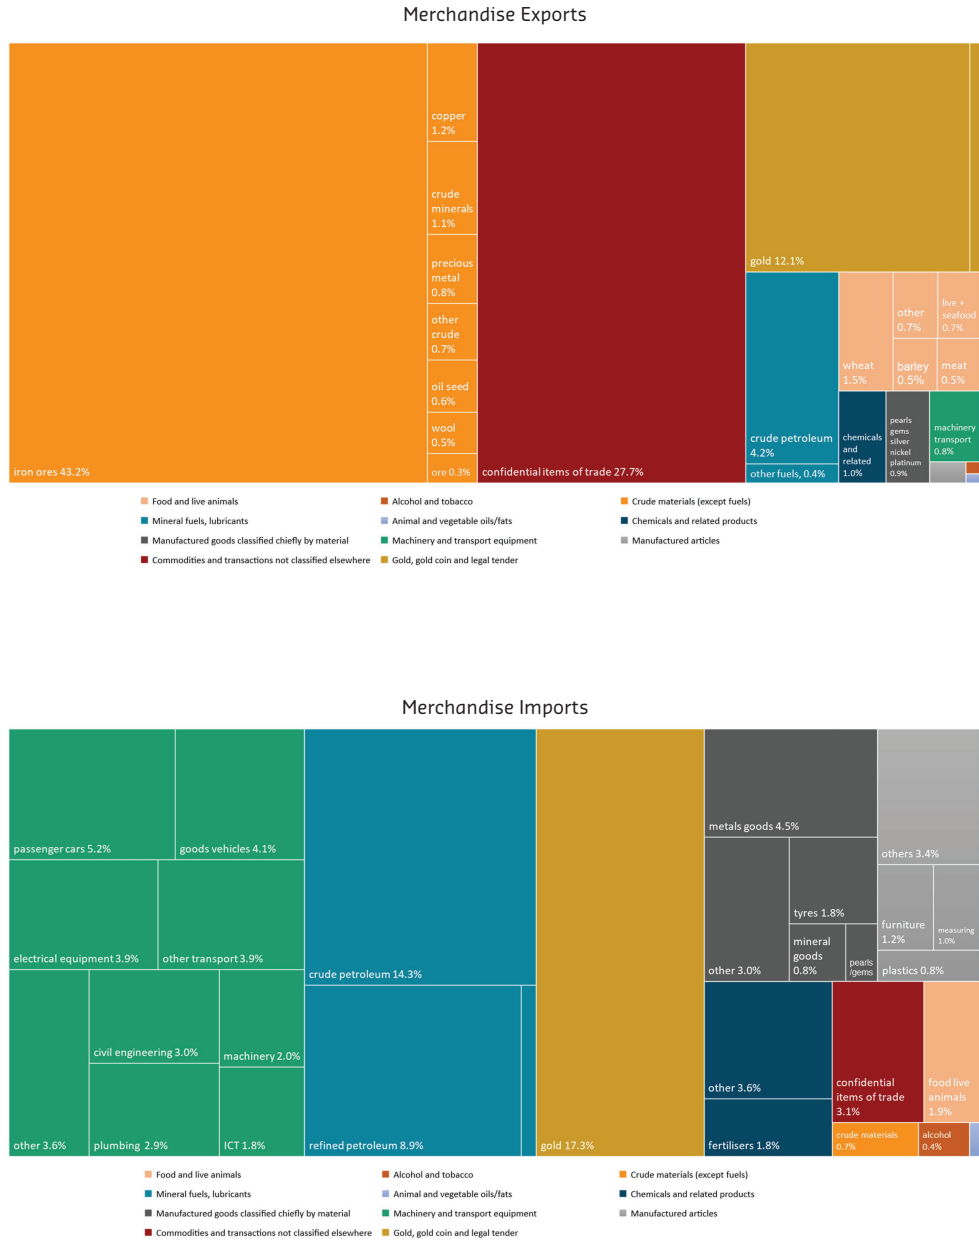 Merchandise Exports
copper
1.2%
crude
minerals
1.1%
precious
metal
0.8%
other
crude
0.7%
oil seed
0.6%
wool
0.5%
iron ores 43.2%
ore 0.3%
confidential items of trade 27.7%
gold 12.1%
crude petroleum
4.2%
other fuels, 0.4%
wheat
1.5%
other
0.7%
live +
seafood
0.7%
barley
0.5%
meat
0.5%
chemicals
and
related
1.0%
pearls
gems
silver
nickel
platinum
0.9%
machinery
transport
0.8%
Food and live animals
Alcohol and tobacco
Crude materials (except fuels)
Mineral fuels, lubricants
Animal and vegetable oils/fats
Chemicals and related products
Manufactured goods classified chiefly by material
Machinery and transport equipment
Manufactured articles
Commodities and transactions not classified elsewhere
Gold, gold coin and legal tender
Merchandise Imports
passenger cars 5.2%
goods vehicles 4.1%
electrical equipment 3.9%
other transport 3.9%
other 3.6%
civil engineering 3.0%
machinery 2.0%
plumbing 2.9%
ICT 1.8%
crude petroleum 14.3%
refined petroleum 8.9%
gold 17.3%
metals goods 4.5%
other 3.0%
tyres 1.8%
mineral
goods
0.8%
pearls
/gems
others 3.4%
furniture
1.2%
measuring
1.0%
plastics 0.8%
other 3.6%
fertilisers 1.8%
confidential
items of trade
3.1%
food live
animals
1.9%
crude materials
0.7%
alcohol
0.4%
Food and live animals
Alcohol and tobacco
Crude materials (except fuels)
Mineral fuels, lubricants
Animal and vegetable oils/fats
Chemicals and related products
Manufactured goods classified chiefly by material
Machinery and transport equipment
Manufactured articles
Commodities and transactions not classified elsewhere
Gold, gold coin and legal tender